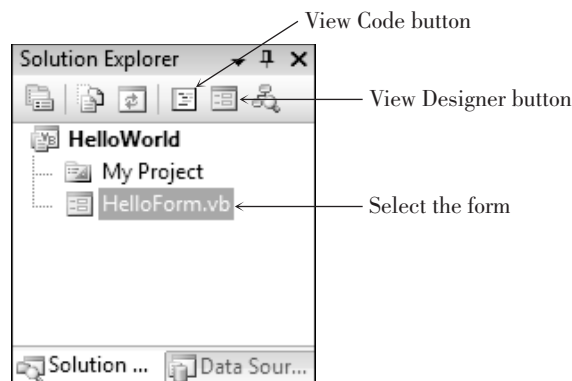 View Code button
Solution Explorer
View Designer button
HelloWorld
My Project
HelloForm.vb
Select the form
Solution ...
Data Sour...